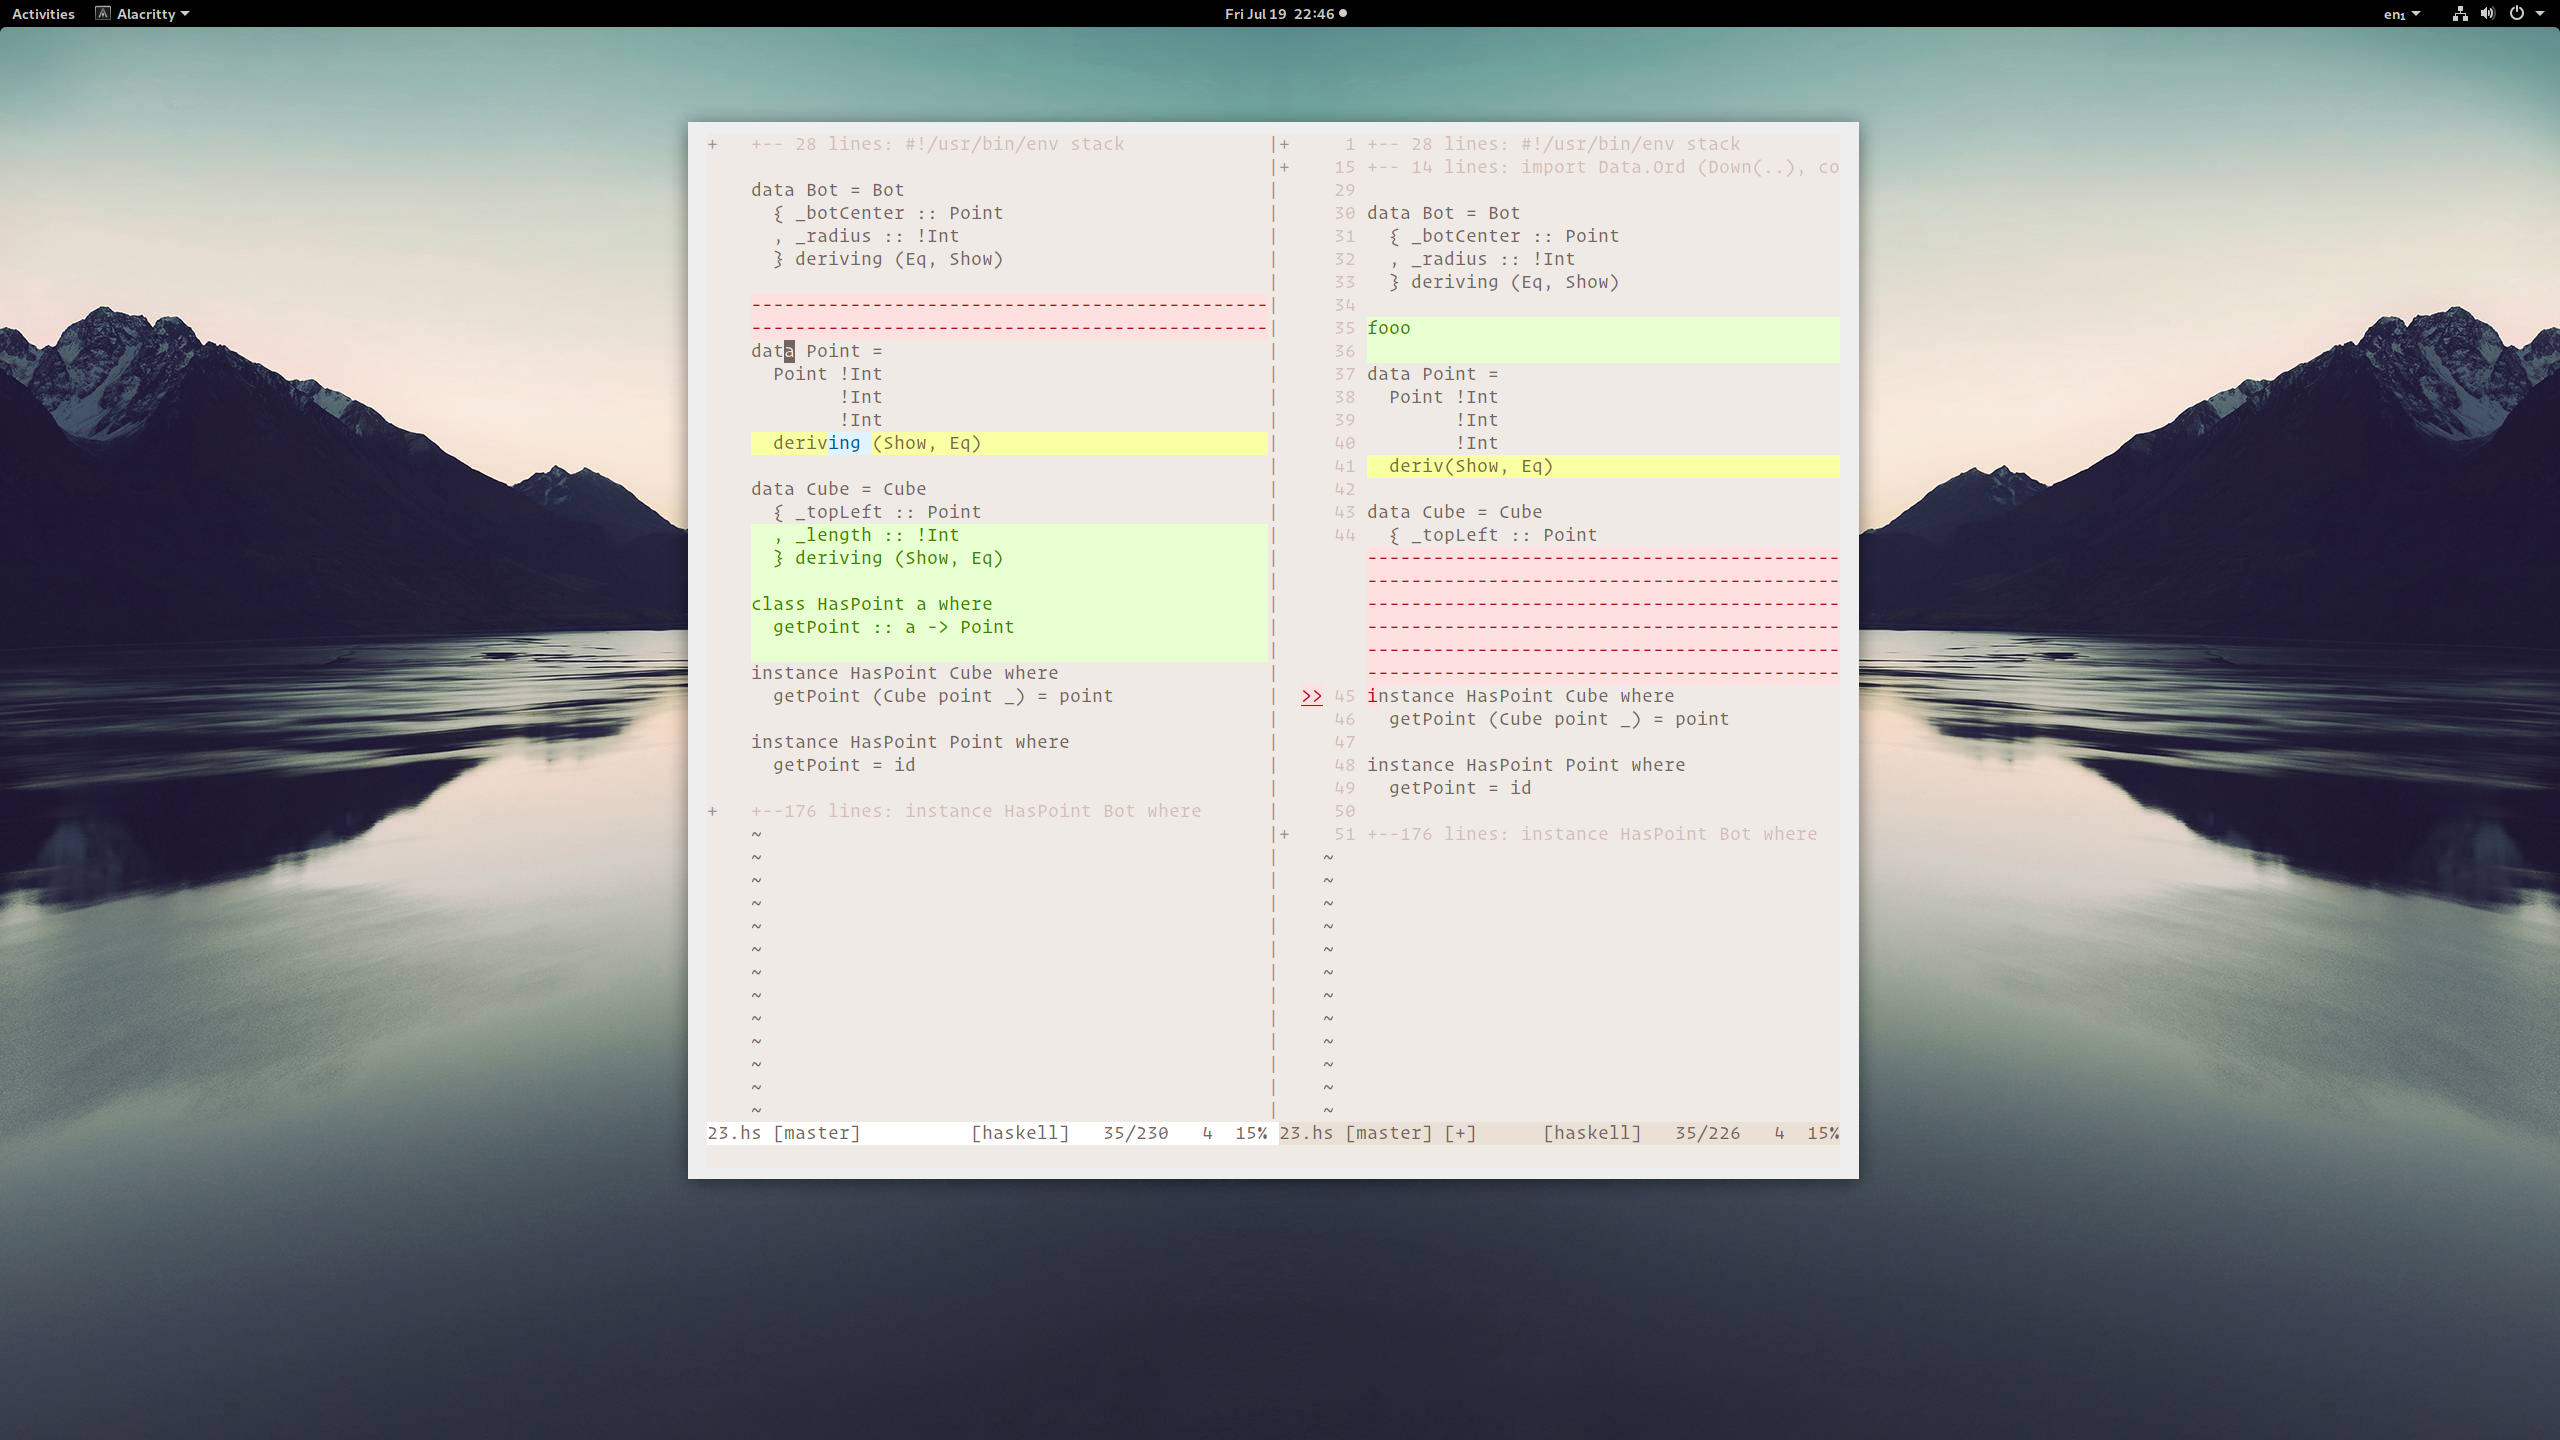 Activities Alacritty Fri Jul 19 22:46 en₁
+ +-- 28 lines: #!/usr/bin/env stack
data Bot = Bot
{ _botCenter :: Point
, _radius :: !Int
} deriving (Eq, Show)
-----------------------------------------------
-----------------------------------------------
data Point =
Point !Int
!Int
!Int
deriving (Show, Eq)
data Cube = Cube
{ _topLeft :: Point
, _length :: !Int
} deriving (Show, Eq)
class HasPoint a where
getPoint :: a -> Point
instance HasPoint Cube where
getPoint (Cube point _) = point
instance HasPoint Point where
getPoint = id
+ +--176 lines: instance HasPoint Bot where
~
~
~
~
~
~
~
~
~
~
~
~
~
23.hs [master] [haskell] 35/230 4 15%
+ 1 +-- 28 lines: #!/usr/bin/env stack
+ 15 +-- 14 lines: import Data.Ord (Down(..), co
29
30 data Bot = Bot
31 { _botCenter :: Point
32 , _radius :: !Int
33 } deriving (Eq, Show)
34
35 fooo
36
37 data Point =
38 Point !Int
39 !Int
40 !Int
41 deriv(Show, Eq)
42
43 data Cube = Cube
44 { _topLeft :: Point
-------------------------------------------
-------------------------------------------
-------------------------------------------
-------------------------------------------
-------------------------------------------
-------------------------------------------
>> 45 instance HasPoint Cube where
46 getPoint (Cube point _) = point
47
48 instance HasPoint Point where
49 getPoint = id
50
+ 51 +--176 lines: instance HasPoint Bot where
~
~
~
~
~
~
~
~
~
~
~
~
23.hs [master] [+] [haskell] 35/226 4 15%